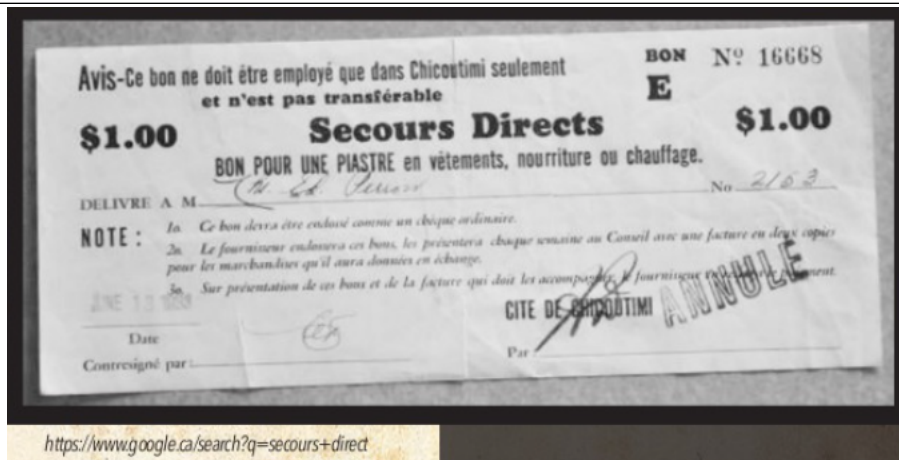 Avis-Ce bon ne doit être employé que dans Chicoutimi seulement
et n'est pas transférable
BON No 16668
E
$1.00 Secours Directs $1.00
BON POUR UNE PIASTRE en vètements, nourriture ou chauffage.
DELIVRE A M. Ed. No 2153
NOTE : 1o. Ce bon devra être endossé comme un chèque ordinaire.
2o. Le fournisseur endossera ces bons, les présentera chaque semaine au Conseil avec une facture en deux copies
pour les marchandises qu'il aura données en échange.
3o. Sur présentation de ces bons et de la facture qui doit les accompagner, le fournisseur
CITE DE CHICOUTIMI
ANNULÉ
Date
Par
Contresigné par :
https://www.google.ca/search?q=secours+direct